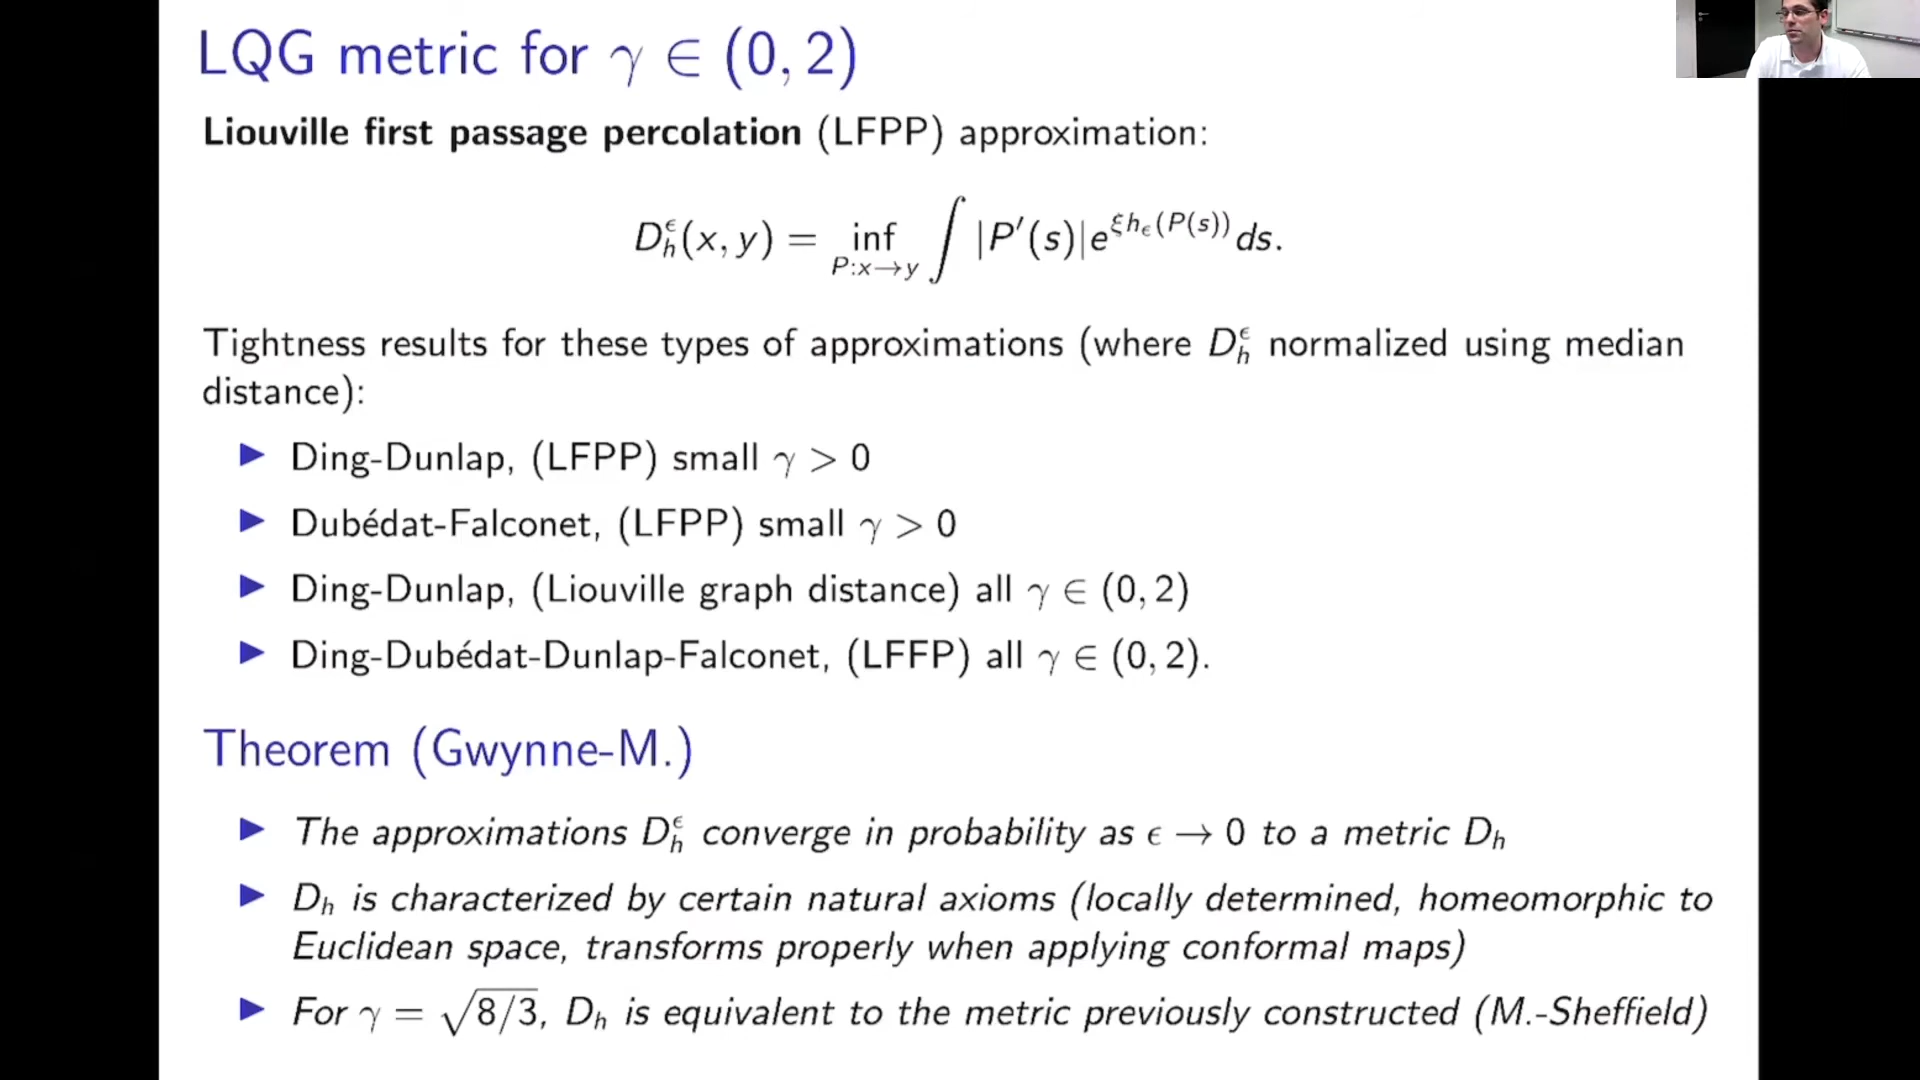 LQG metric for γ ∈ (0, 2)
Liouville first passage percolation (LFPP) approximation:
D_h^ϵ(x, y) = inf_{P:x→y} ∫ |P′(s)|e^{ξh_ϵ(P(s))} ds.
Tightness results for these types of approximations (where D_h^ϵ normalized using median
distance):
▶ Ding-Dunlap, (LFPP) small γ > 0
▶ Dubédat-Falconet, (LFPP) small γ > 0
▶ Ding-Dunlap, (Liouville graph distance) all γ ∈ (0, 2)
▶ Ding-Dubédat-Dunlap-Falconet, (LFFP) all γ ∈ (0, 2).
Theorem (Gwynne-M.)
▶ The approximations D_h^ϵ converge in probability as ϵ → 0 to a metric D_h
▶ D_h is characterized by certain natural axioms (locally determined, homeomorphic to
Euclidean space, transforms properly when applying conformal maps)
▶ For γ = √8/3, D_h is equivalent to the metric previously constructed (M.-Sheffield)